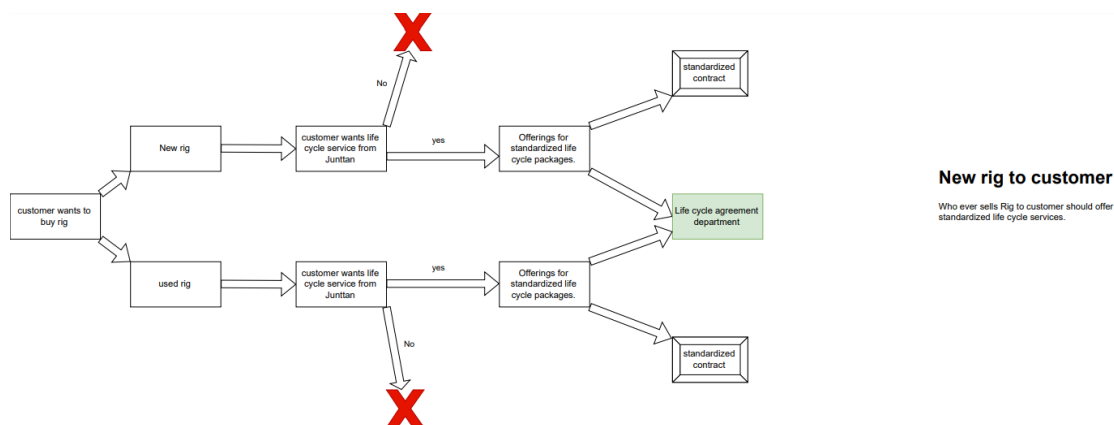 No
standardized
contract
New rig
customer wants life
cycle service from
Junttan
yes
Offerings for
standardized life
cycle packages.
customer wants to
buy rig
Life cycle agreement
department
New rig to customer
Who ever sells Rig to customer should offer
standardized life cycle services.
used rig
customer wants life
cycle service from
Junttan
yes
Offerings for
standardized life
cycle packages.
No
standardized
contract